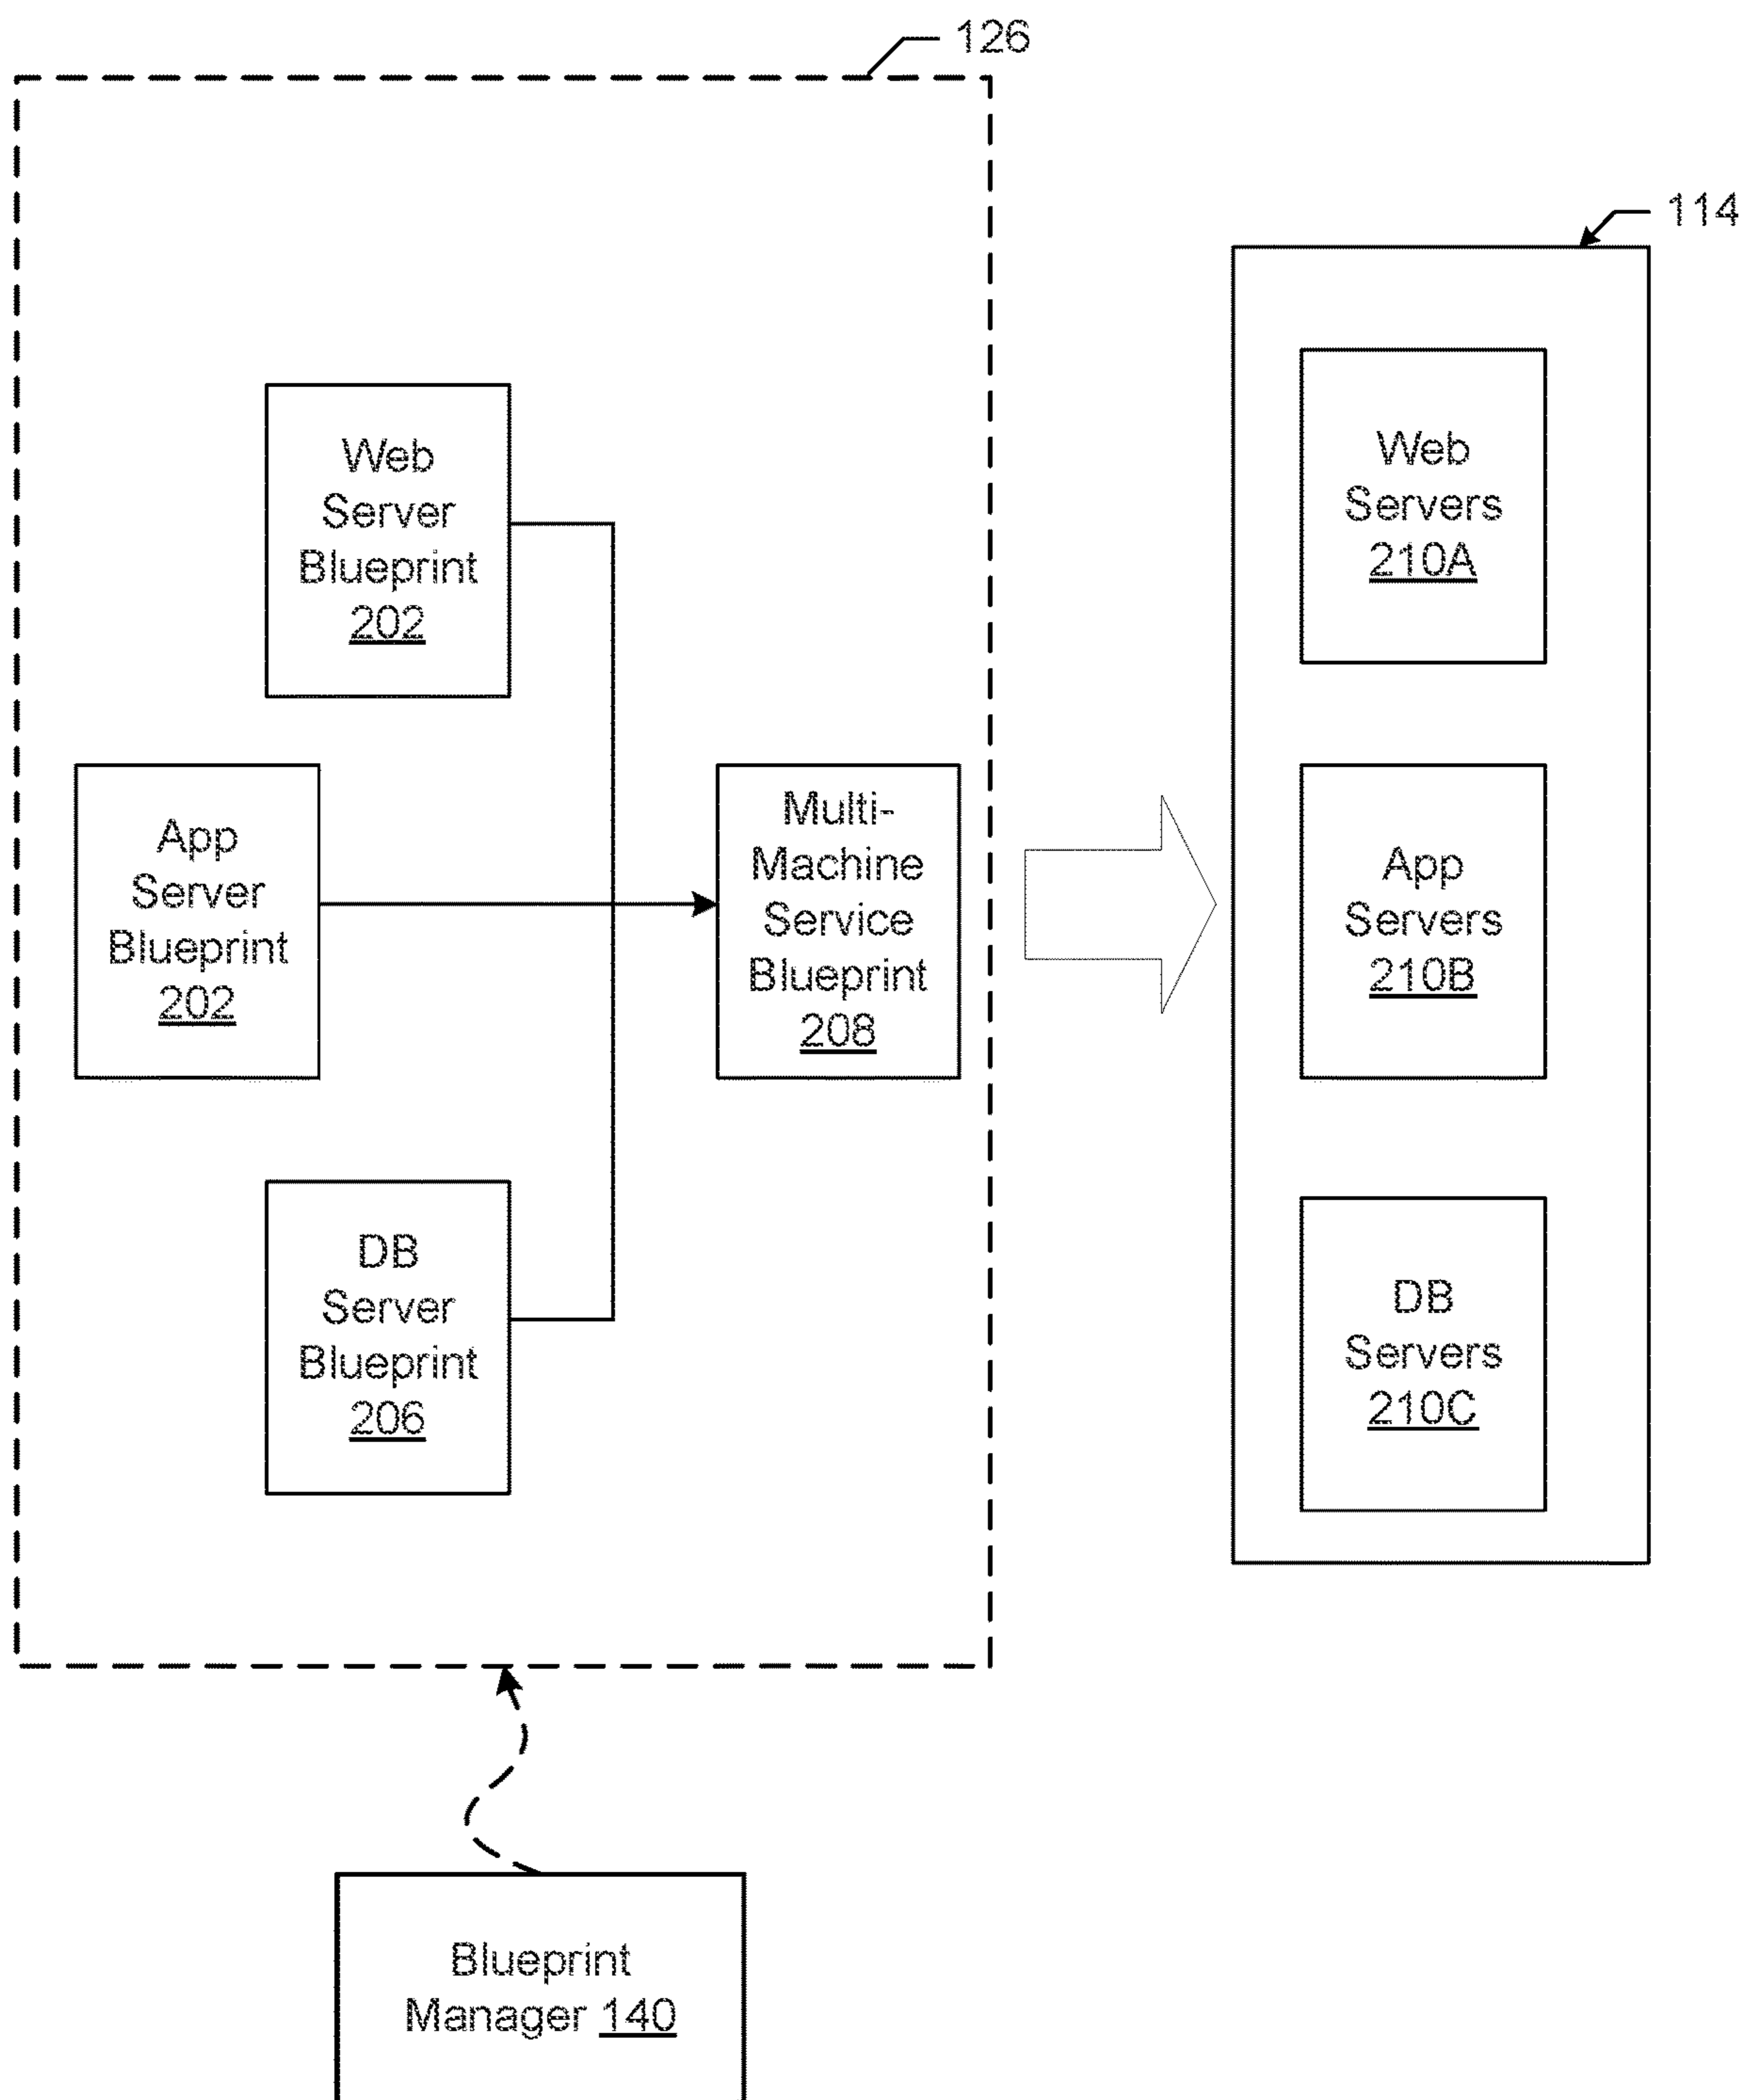 126
114
Web
Server
Blueprint
202
App
Server
Blueprint
202
DB
Server
Blueprint
206
Multi-
Machine
Service
Blueprint
208
Web
Servers
210A
App
Servers
210B
DB
Servers
210C
Blueprint
Manager 140